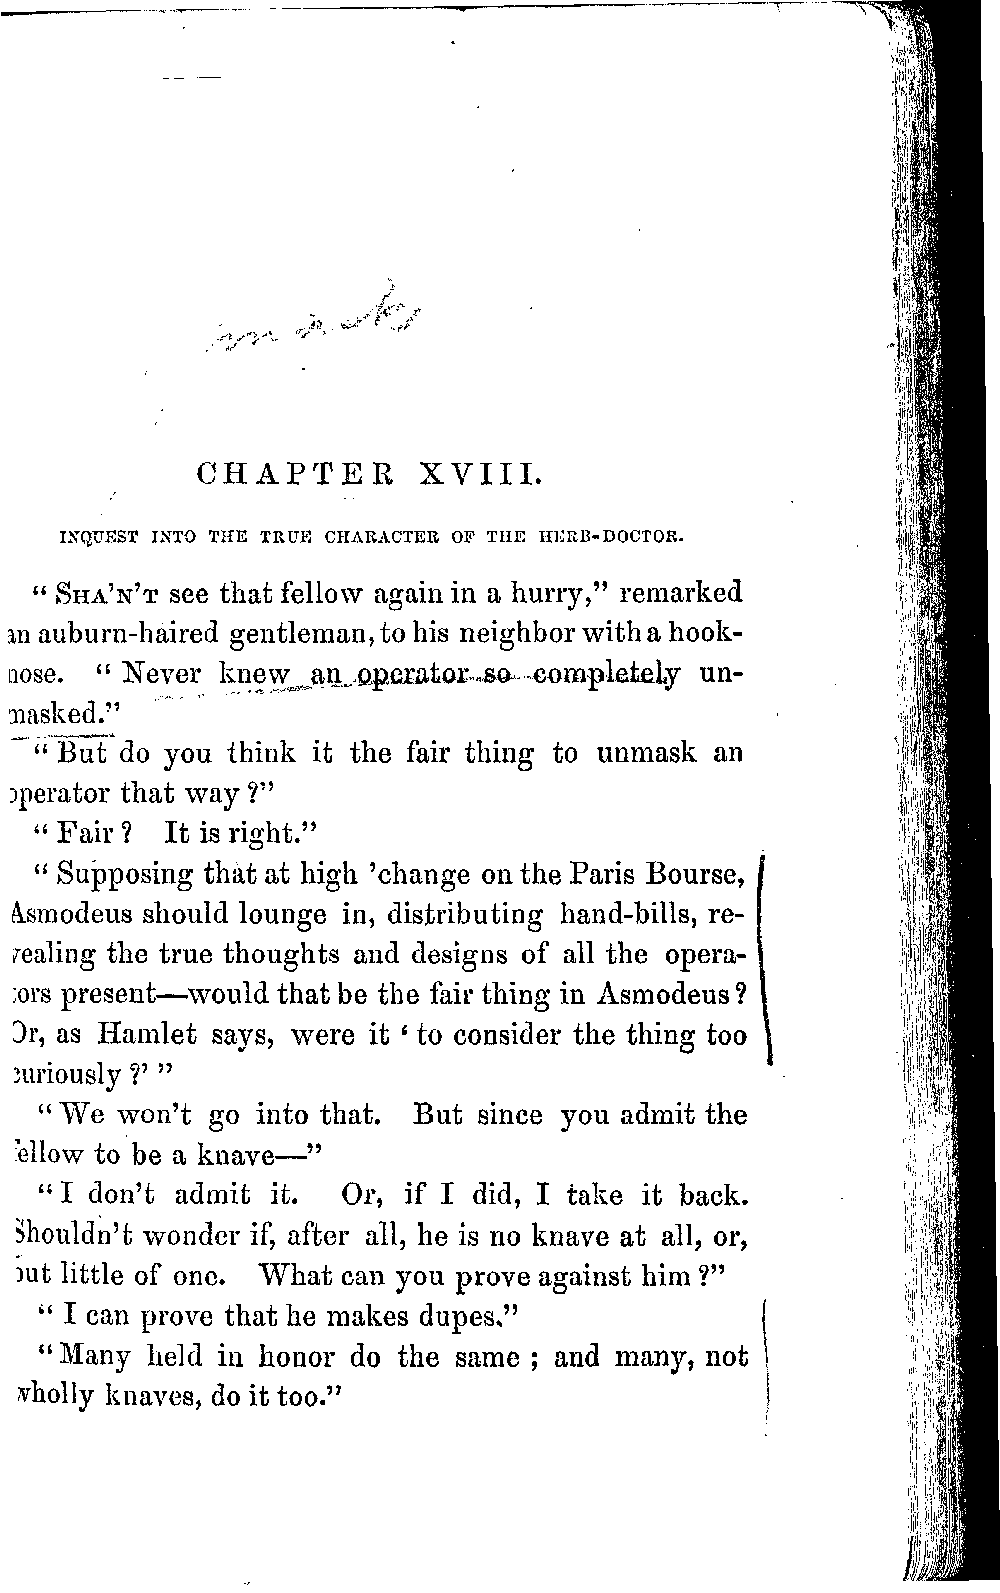 CHAPTER XVIII.
INQUEST INTO THE TRUE CHARACTER OF THE HERB-DOCTOR.
“ SHA’N’T see that fellow again in a hurry,” remarked
an auburn-haired gentleman, to his neighbor with a hook-
nose. “ Never knew an operator so completely un-
masked.”
“ But do you think it the fair thing to unmask an
operator that way ?”
“ Fair ? It is right.”
“ Supposing that at high ’change on the Paris Bourse,
Asmodeus should lounge in, distributing hand-bills, re-
vealing the true thoughts and designs of all the opera-
tors present—would that be the fair thing in Asmodeus ?
Or, as Hamlet says, were it ‘ to consider the thing too
curiously ?’ ”
“ We won’t go into that. But since you admit the
fellow to be a knave—”
“ I don’t admit it. Or, if I did, I take it back.
Shouldn’t wonder if, after all, he is no knave at all, or,
but little of one. What can you prove against him ?”
“ I can prove that he makes dupes.”
“ Many held in honor do the same ; and many, not
wholly knaves, do it too.”